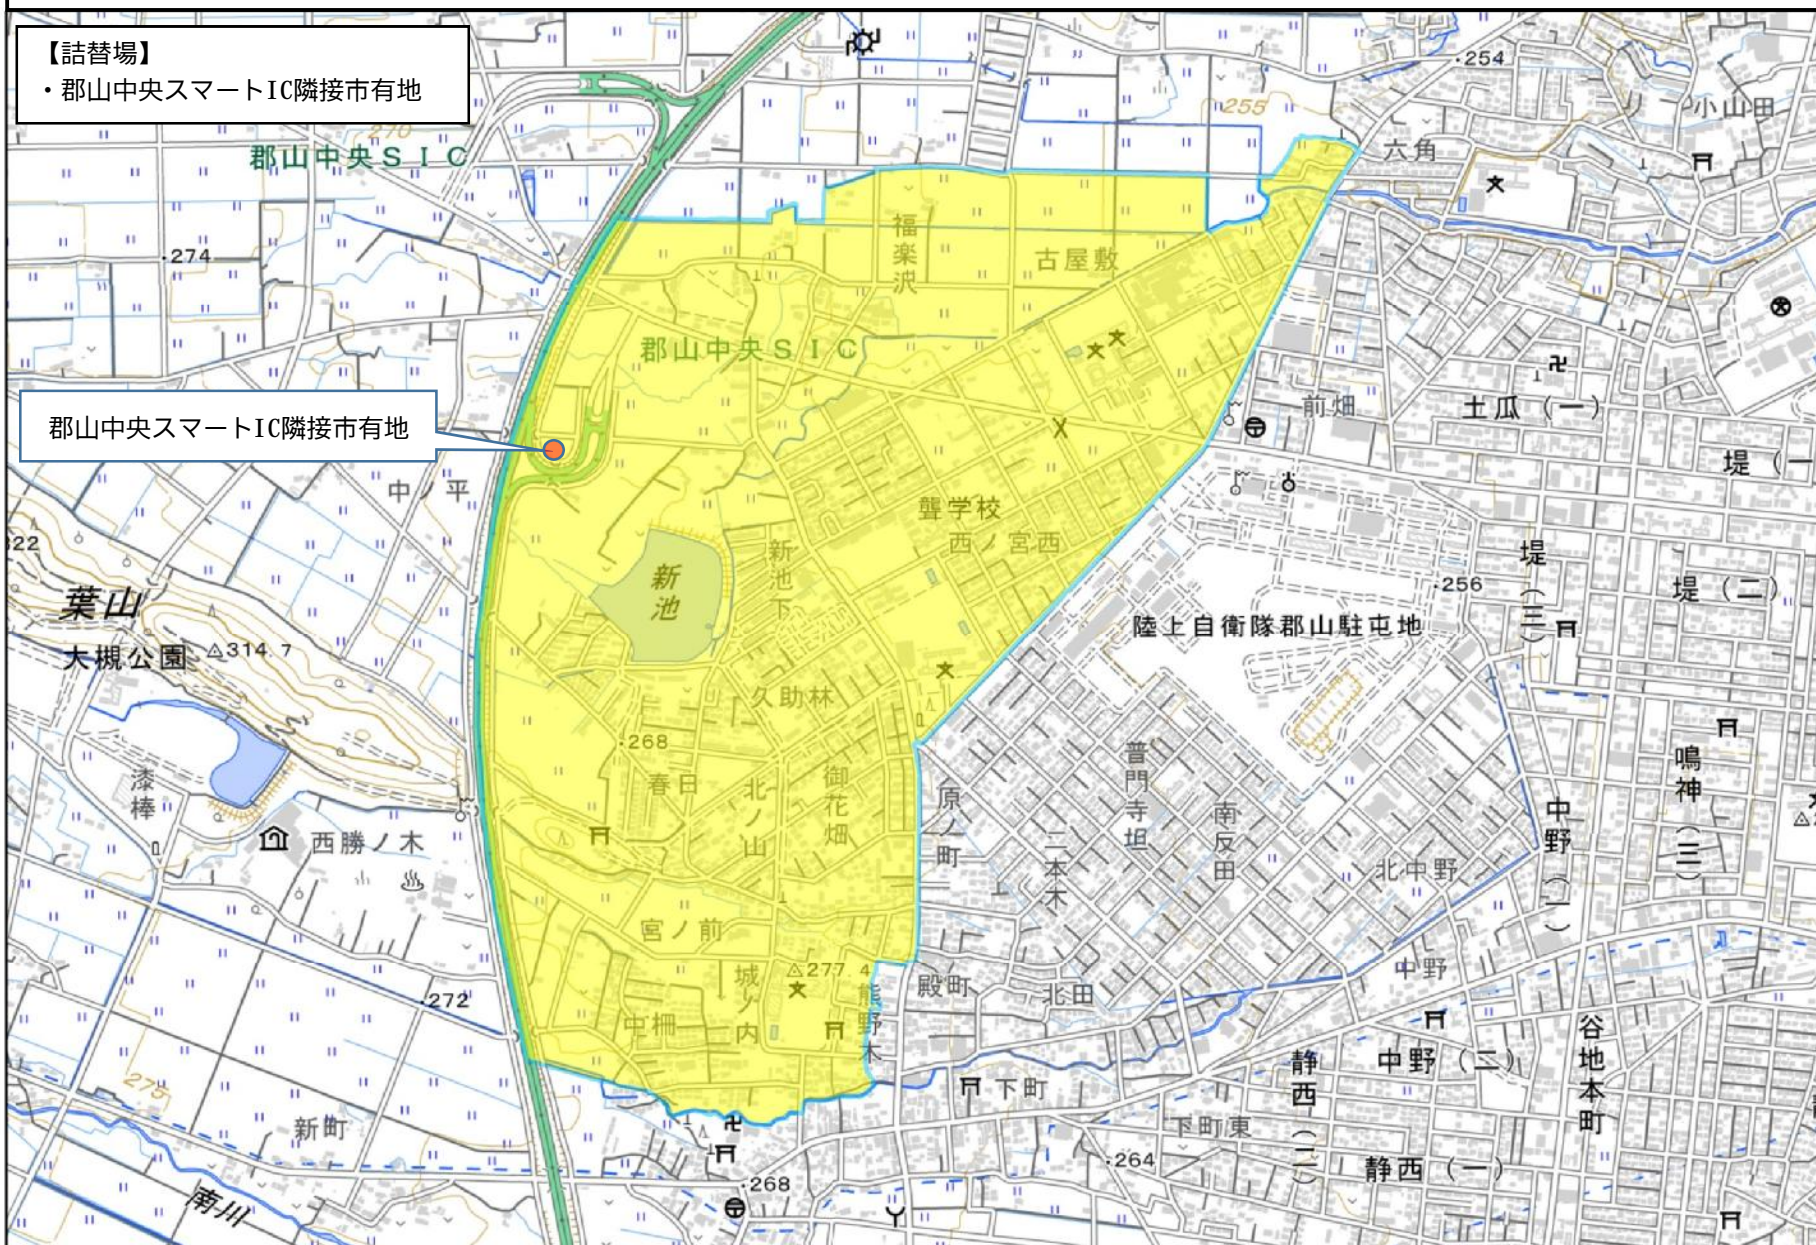 【詰替場】
・郡山中央スマートIC隣接市有地
郡山中央ＳＩＣ
270
255
254
小山田
六角
274
福楽沢
古屋敷
郡山中央ＳＩＣ
郡山中央スマートIC隣接市有地
前畑
土瓜（一）
堤（一
中ノ平
聾学校
西ノ宮西
新池下
新池
322
葉山
大槻公園
314.7
堤（三）
256
堤（二）
陸上自衛隊郡山駐屯地
久助林
268
春日
北ノ山
御花畑
原ノ町
二本木
普門寺坦
南反田
北中野
中野（一）
鳴神（三）
漆棒
西勝ノ木
宮ノ前
城ノ内
277.4
熊野木
殿町
北田
中野
272
中柵
谷地本町
中野（二）
静西（二）
静西（一）
275
新町
下町
下町東
264
268
南川